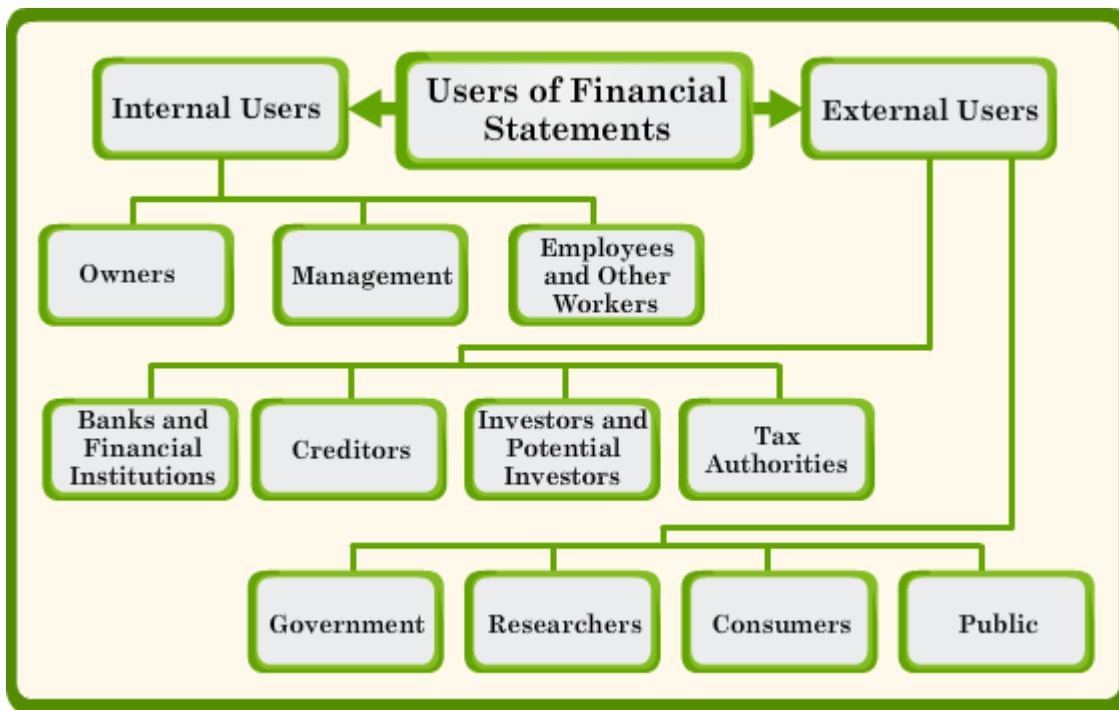 Users of Financial
Statements
Internal Users
External Users
Owners
Management
Employees
and Other
Workers
Banks and
Financial
Institutions
Creditors
Investors and
Potential
Investors
Tax
Authorities
Government
Researchers
Consumers
Public